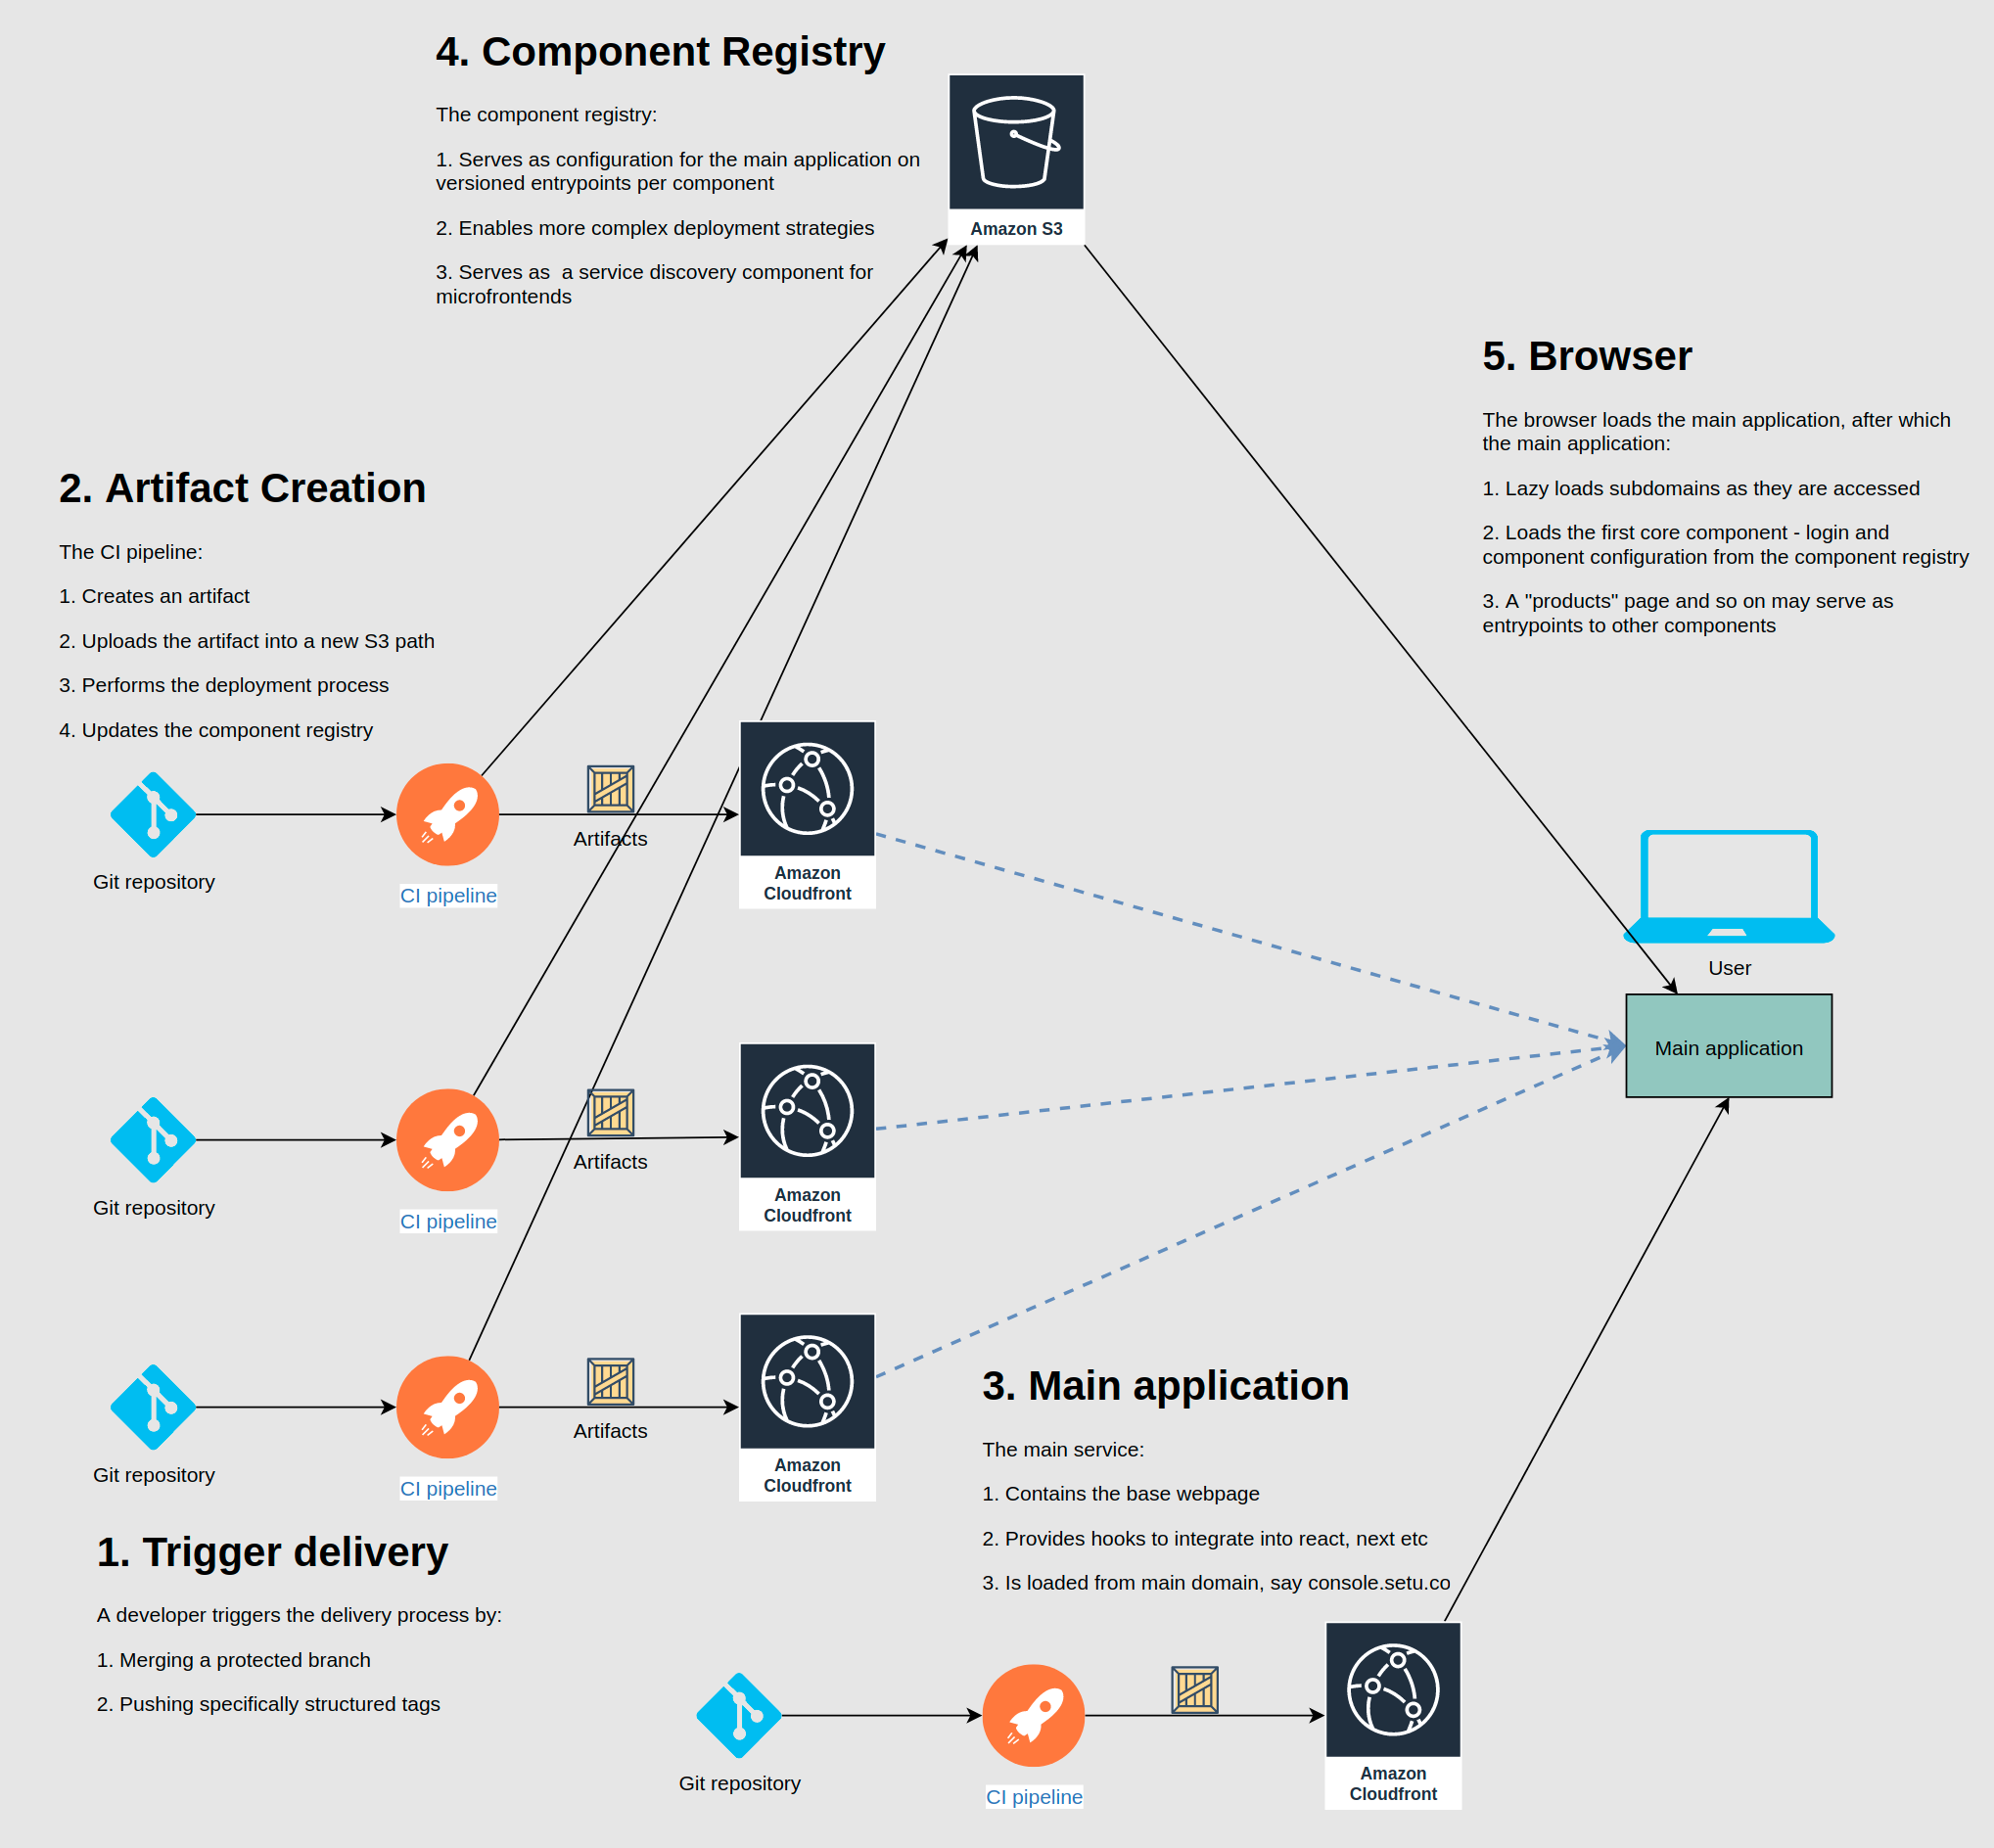 4. Component Registry
The component registry:
1. Serves as configuration for the main application on
versioned entrypoints per component
2. Enables more complex deployment strategies
3. Serves as  a service discovery component for
microfrontends
Amazon S3
5. Browser
The browser loads the main application, after which
the main application:
1. Lazy loads subdomains as they are accessed
2. Loads the first core component - login and
component configuration from the component registry
3. A "products" page and so on may serve as
entrypoints to other components
2. Artifact Creation
The CI pipeline:
1. Creates an artifact
2. Uploads the artifact into a new S3 path
3. Performs the deployment process
4. Updates the component registry
Git repository
CI pipeline
Artifacts
Amazon
Cloudfront
User
Main application
Git repository
CI pipeline
Artifacts
Amazon
Cloudfront
Git repository
CI pipeline
Artifacts
Amazon
Cloudfront
1. Trigger delivery
A developer triggers the delivery process by:
1. Merging a protected branch
2. Pushing specifically structured tags
3. Main application
The main service:
1. Contains the base webpage
2. Provides hooks to integrate into react, next etc
3. Is loaded from main domain, say console.setu.co
Git repository
CI pipeline
Amazon
Cloudfront